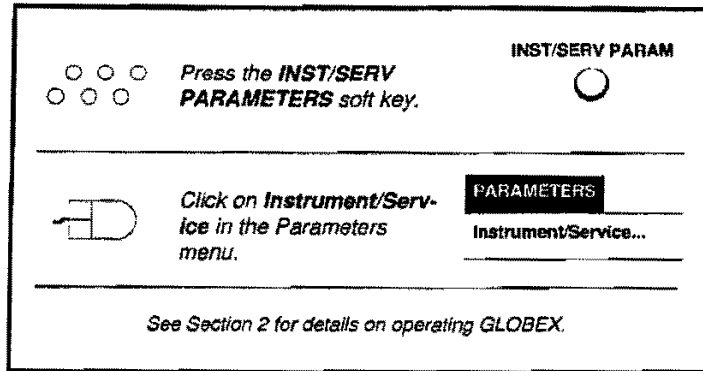 INST/SERV PARAM
Press the INST/SERV
PARAMETERS soft key.
Click on Instrument/Serv-
ice in the Parameters
menu.
PARAMETERS
Instrument/Service...
See Section 2 for details on operating GLOBEX.